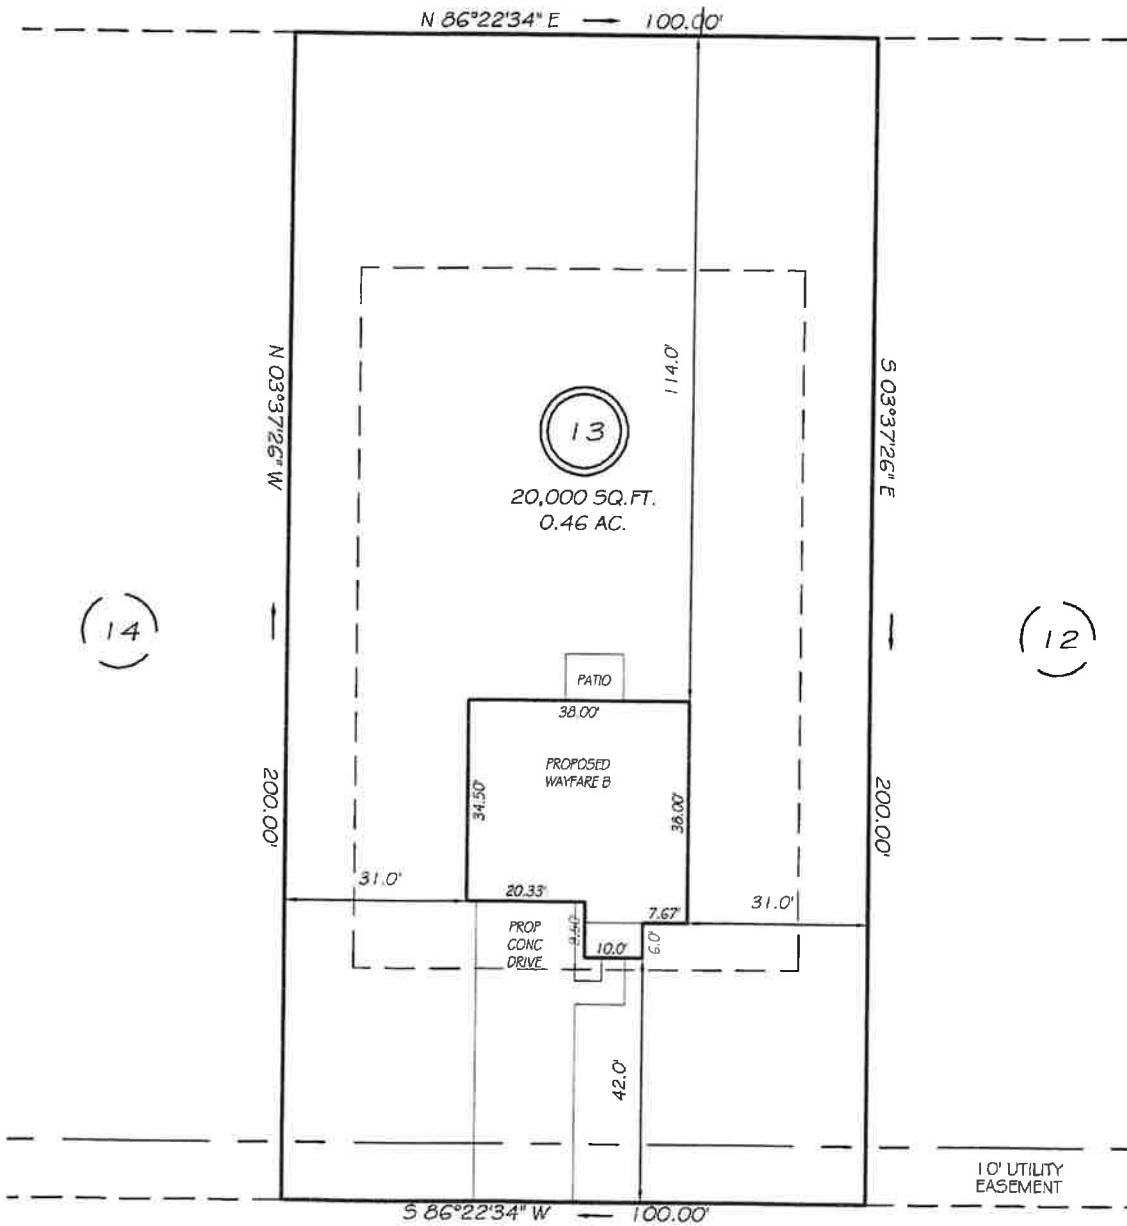 N 86°22'34" E 100.00'
N 03°37'26" W
S 03°37'26" E
114.0'
13
20,000 SQ.FT.
0.46 AC.
14
12
PATIO
38.00'
PROPOSED
WAYFARE B
34.50'
38.00'
200.00'
200.00'
31.0'
20.33'
7.67'
31.0'
PROP
CONC
DRIVE
10.0'
6.0'
42.0'
10' UTILITY
EASEMENT
S 86°22'34" W 100.00'